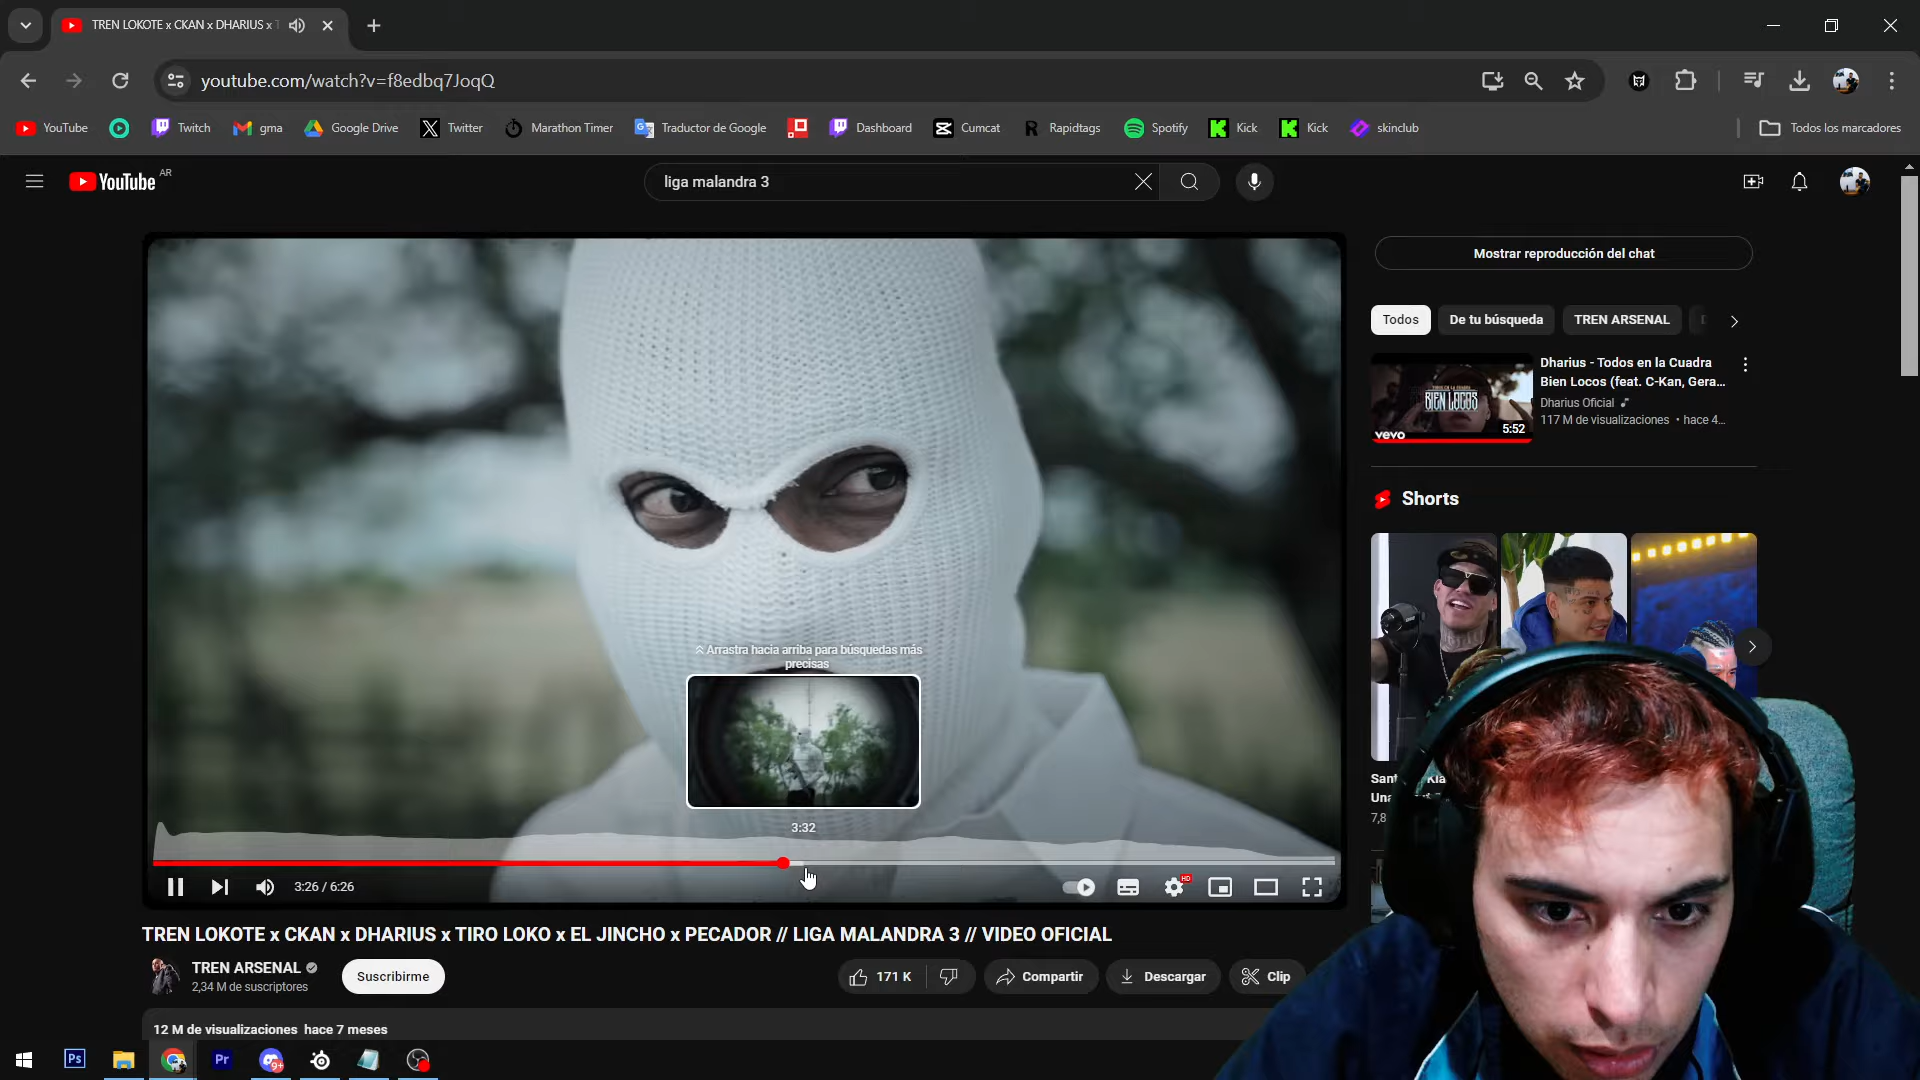 TREN LOKOTE x CKAN x DHARIUS x
youtube.com/watch?v=f8edbq7JoqQ
YouTube
Twitch
gma
Google Drive
Twitter
Marathon Timer
Traductor de Google
Dashboard
Cumcat
Rapidtags
Spotify
Kick
Kick
skinclub
Todos los marcadores
YouTube AR
liga malandra 3
Mostrar reproducción del chat
Todos
De tu búsqueda
TREN ARSENAL
BIEN LOCOS
vevo
5:52
Dharius - Todos en la Cuadra
Bien Locos (feat. C-Kan, Gera...
Dharius Oficial
117 M de visualizaciones • hace 4...
Shorts
Arrastra hacia arriba para búsquedas más
precisas
3:32
3:26 / 6:26
HD
TREN LOKOTE x CKAN x DHARIUS x TIRO LOKO x EL JINCHO x PECADOR // LIGA MALANDRA 3 // VIDEO OFICIAL
TREN ARSENAL
2,34 M de suscriptores
Suscribirme
171 K
Compartir
Descargar
Clip
12 M de visualizaciones hace 7 meses
Ps
Pr
9+